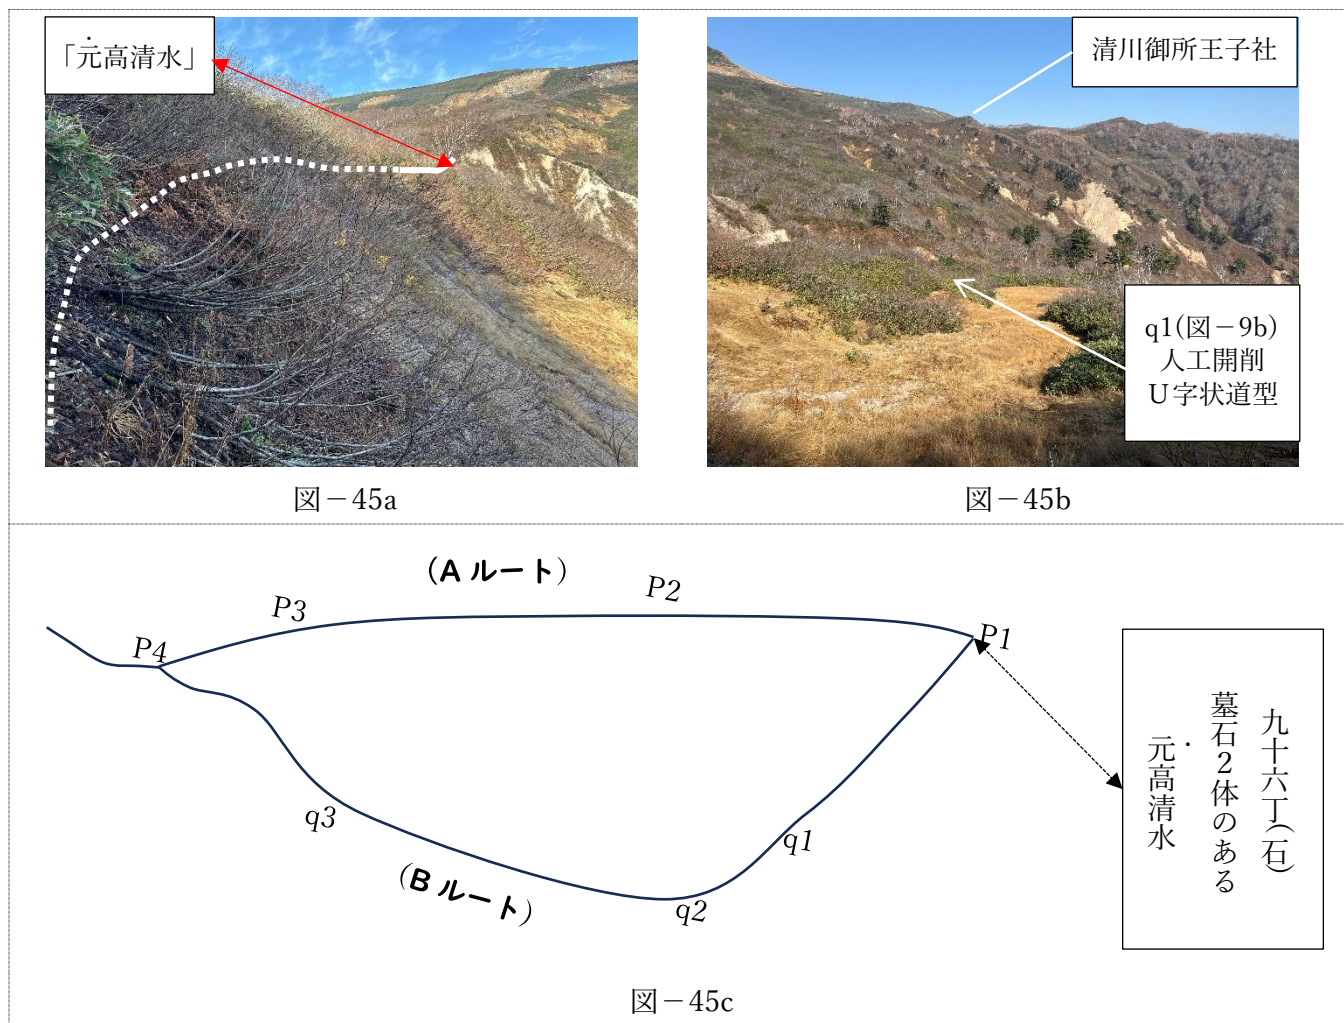 「元高清水」
清川御所王子社
q1(図－9b)
人工開削
U字状道型
図－45a
図－45b
(A ルート)
P2
P3
P1
P4
九十六丁(石)
墓石2体のある
元高清水
q3
q1
(B ルート)
q2
図－45c